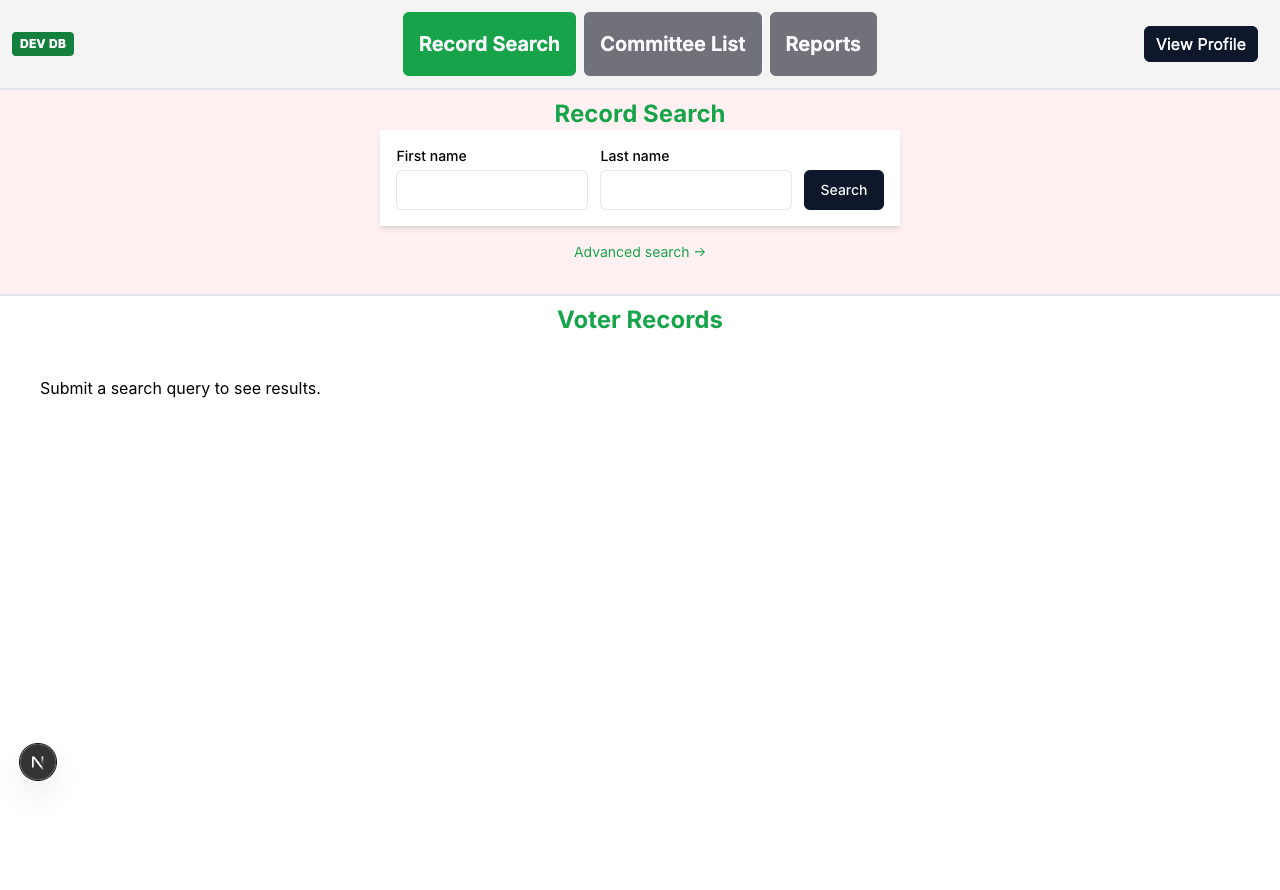 DEV DB
Record Search
Committee List
Reports
View Profile
Record Search
First name
Last name
Search
Advanced search →
Voter Records
Submit a search query to see results.
N